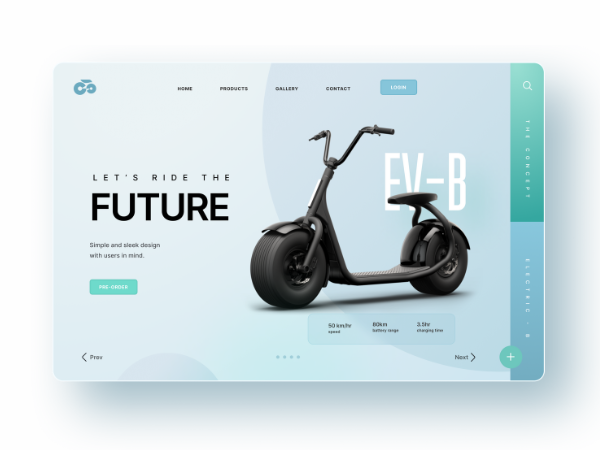 HOME PRODUCTS GALLERY CONTACT LOGIN
THE CONCEPT
LET'S RIDE THE
FUTURE
EV-B
Simple and sleek design
with users in mind.
PRE-ORDER
ELECTRIC - B
50 km/hr 80km 3.5hr
speed battery range charging time
Prev Next
+